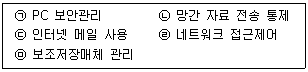 ㉠ PC 보안관리 ㉡ 망간 자료 전송 통제
㉢ 인터넷 메일 사용 ㉣ 네트워크 접근제어
㉤ 보조저장매체 관리